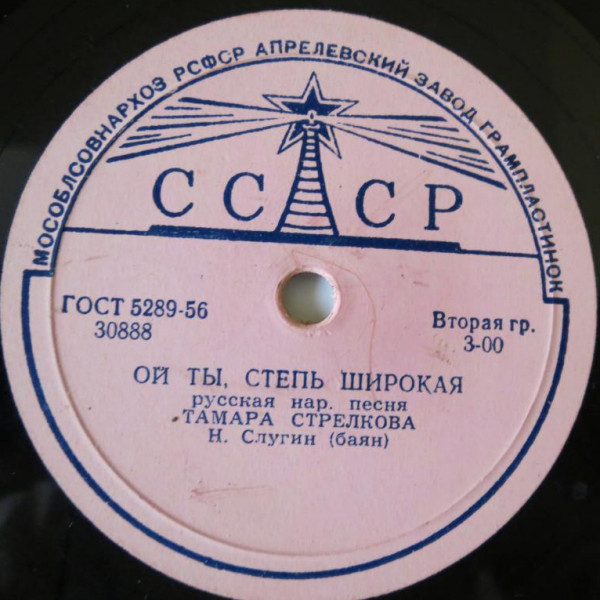 МОСОБЛСОВНАРХОЗ РСФСР АПРЕЛЕВСКИЙ ЗАВОД ГРАМПЛАСТИНОК
СССР
ГОСТ 5289-56
30888
Вторая гр.
3-00
ОЙ ТЫ, СТЕПЬ ШИРОКАЯ
русская нар. песня
ТАМАРА СТРЕЛКОВА
Н. Слугин (баян)